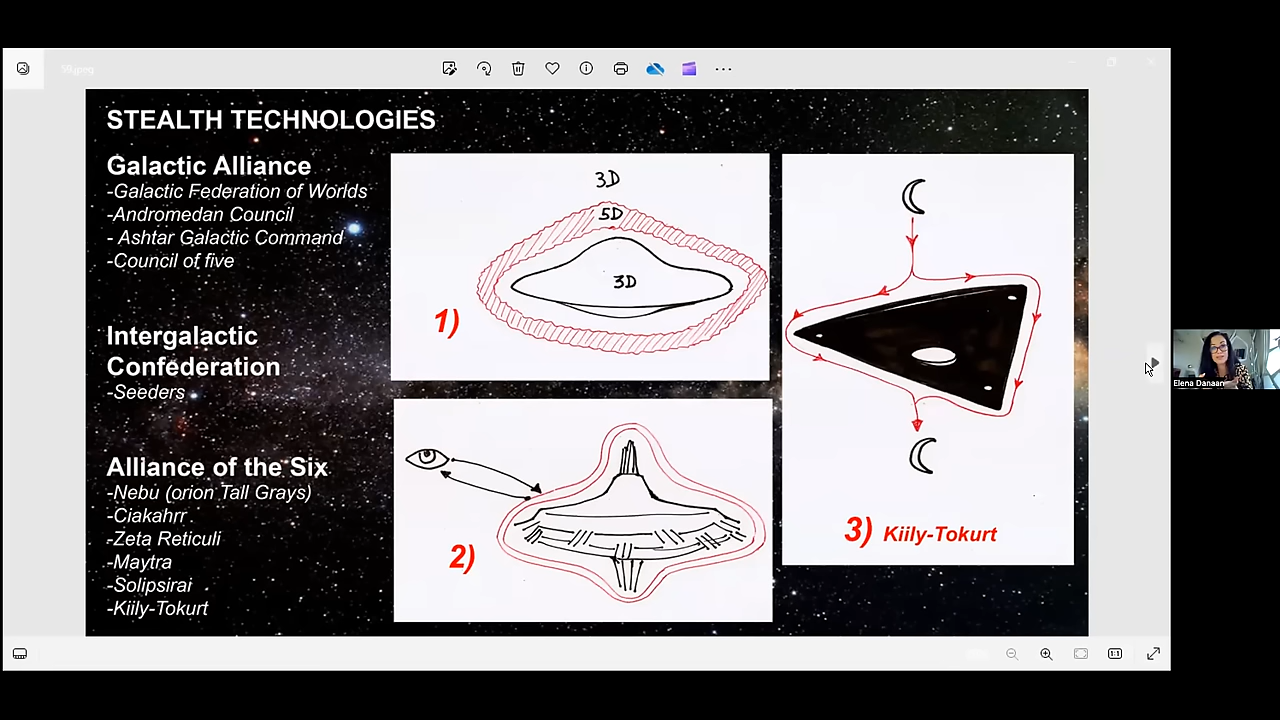 STEALTH TECHNOLOGIES
Galactic Alliance
-Galactic Federation of Worlds
-Andromedan Council
- Ashtar Galactic Command
-Council of five
Intergalactic
Confederation
-Seeders
Alliance of the Six
-Nebu (orion Tall Grays)
-Ciakahrr
-Zeta Reticuli
-Maytra
-Solipsirai
-Kiily-Tokurt
3D
5D
3D
1)
2)
3) Kiily-Tokurt
1:1
Elena Danaan